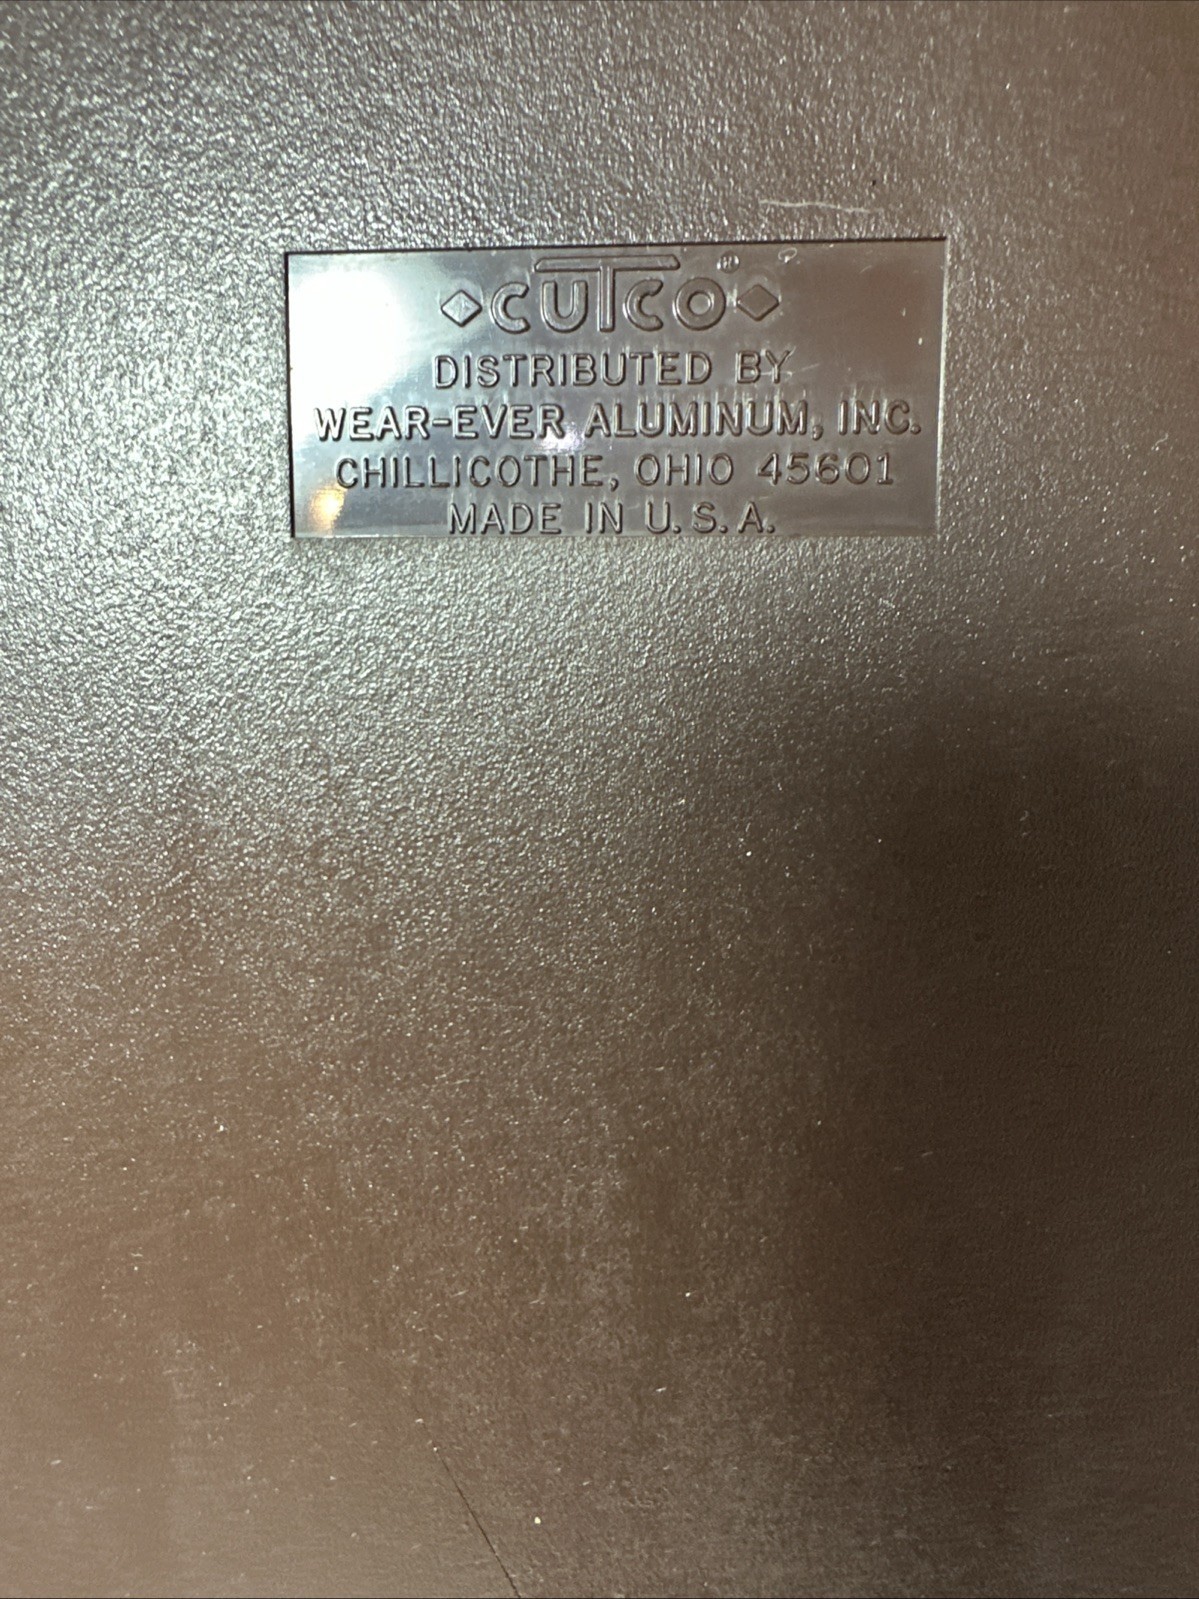 CUTCO®
DISTRIBUTED BY
WEAR-EVER ALUMINUM, INC.
CHILLICOTHE, OHIO 45601
MADE IN U.S.A.